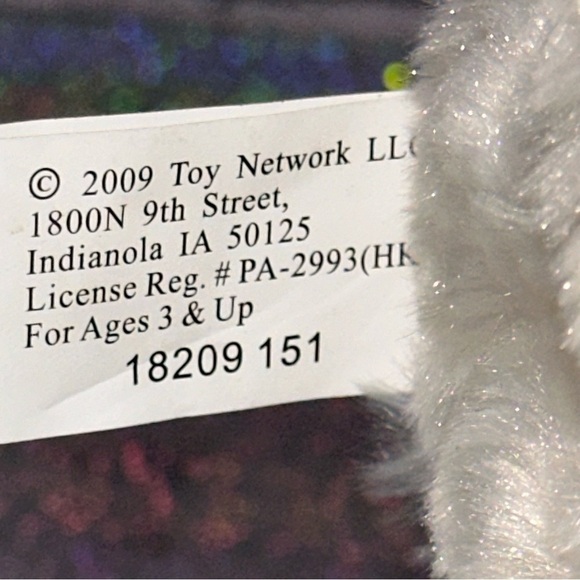 © 2009 Toy Network LL
1800N 9th Street,
Indianola IA 50125
License Reg. # PA-2993(HK
For Ages 3 & Up
18209 151